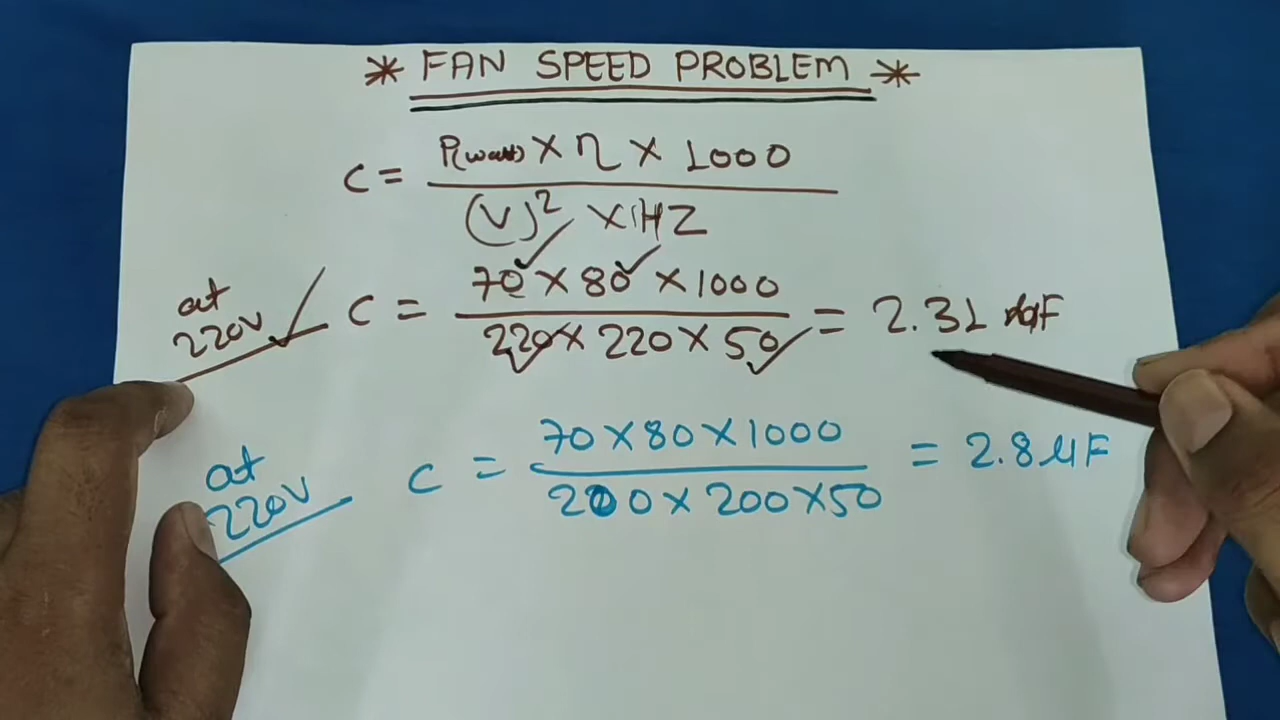 * FAN SPEED PROBLEM *
C = P(watt) X η X 1000
(V)² X HZ
at 220V C = 70 X 80 X 1000 = 2.31 F
220 X 220 X 50
at 220V C = 70 X 80 X 1000 = 2.8 μF
200 X 200 X 50